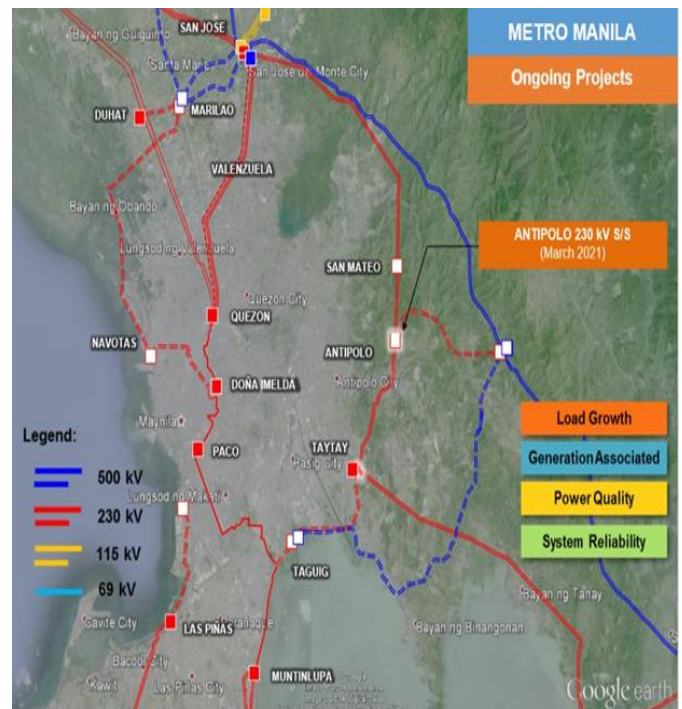 METRO MANILA
Ongoing Projects
SAN JOSE
Bayan ng Guiguinto
Santa Maria
San Jose del Monte City
DUHAT
MARILAO
VALENZUELA
Bayan ng Obando
Lungsod ng Valenzuela
ANTIPOLO 230 kV S/S
(March 2021)
SAN MATEO
Quezon City
QUEZON
NAVOTAS
ANTIPOLO
DOÑA IMELDA
Antipolo City
Maynila
Load Growth
Legend:
PACO
TAYTAY
Pasig City
Generation Associated
500 kV
Lungsod ng Makati
Power Quality
230 kV
System Reliability
115 kV
TAGUIG
69 kV
Bayan ng Tanay
Cavite City
LAS PIÑAS
Bayan ng Binangonan
Bacoor City
MUNTINLUPA
Kawit
Las Piñas City
Google earth